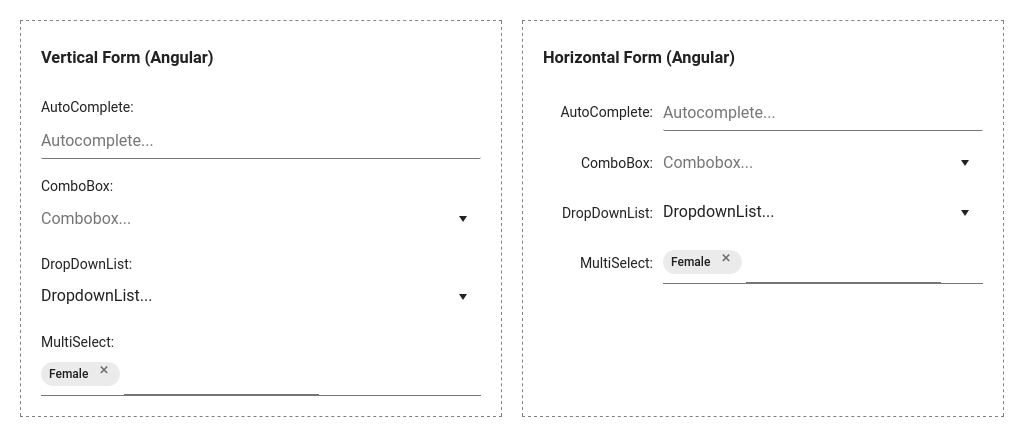 Vertical Form (Angular)
AutoComplete:
Autocomplete...
ComboBox:
Combobox...
DropDownList:
DropdownList...
MultiSelect:
Female ✕
Horizontal Form (Angular)
AutoComplete: Autocomplete...
ComboBox: Combobox...
DropDownList: DropdownList...
MultiSelect: Female ✕